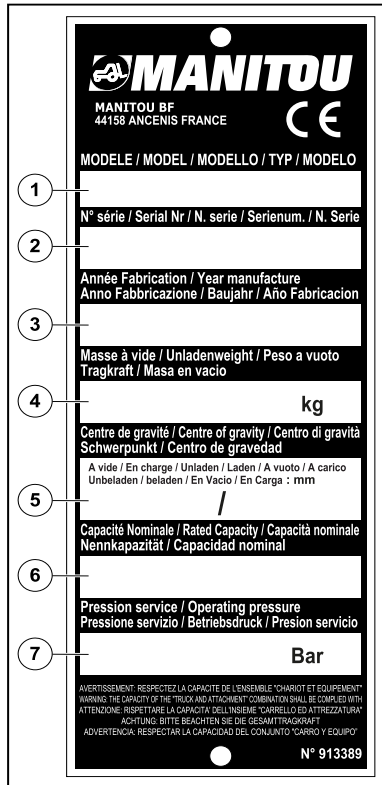 MANITOU
MANITOU BF
44158 ANCENIS FRANCE
CE
MODELE / MODEL / MODELLO / TYP / MODELO
1
N° série / Serial Nr / N. serie / Serienum. / N. Serie
2
Année Fabrication / Year manufacture
Anno Fabbricazione / Baujahr / Año Fabricacion
3
Masse à vide / Unladenweight / Peso a vuoto
Tragkraft / Masa en vacio
4
kg
Centre de gravité / Centre of gravity / Centro di gravità
Schwerpunkt / Centro de gravedad
A vide / En charge / Unladen / Laden / A vuoto / A carico
Unbeladen / beladen / En Vacio / En Carga : mm
5
/
Capacité Nominale / Rated Capacity / Capacità nominale
Nennkapazität / Capacidad nominal
6
Pression service / Operating pressure
Pressione servizio / Betriebsdruck / Presion servicio
7
Bar
AVERTISSEMENT: RESPECTEZ LA CAPACITE DE L'ENSEMBLE "CHARIOT ET EQUIPEMENT"
WARNING: THE CAPACITY OF THE "TRUCK AND ATTACHMENT" COMBINATION SHALL BE COMPLIED WITH
ATTENZIONE: RISPETTARE LA CAPACITA' DELL'INSIEME "CARRELLO ED ATTREZZATURA"
ACHTUNG: BITTE BEACHTEN SIE DIE GESAMTTRAGKRAFT
ADVERTENCIA: RESPECTAR LA CAPACIDAD DEL CONJUNTO "CARRO Y EQUIPO"
N° 913389